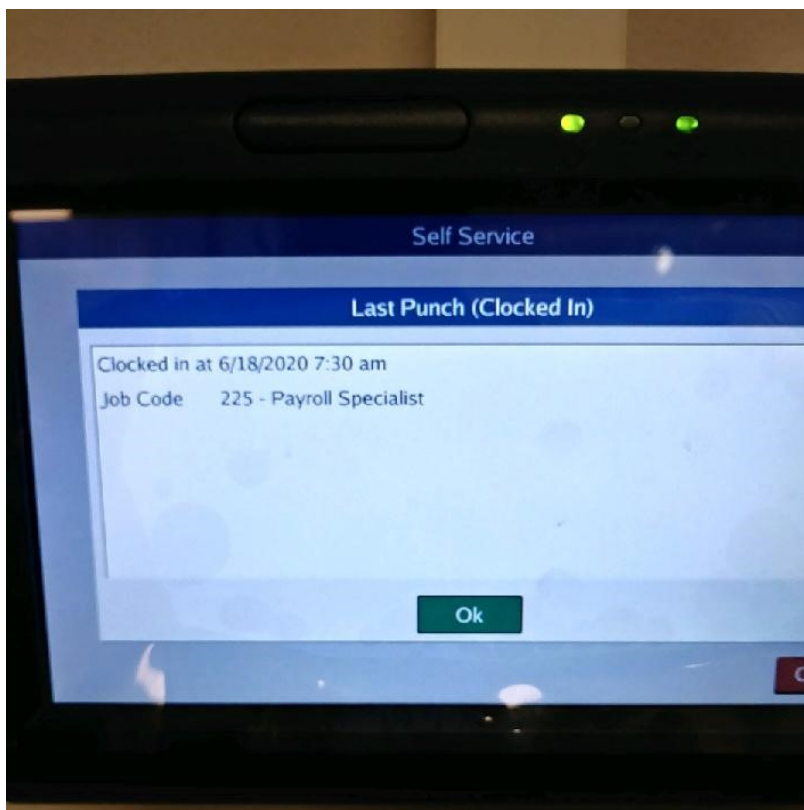 Self Service
Last Punch (Clocked In)
Clocked in at 6/18/2020 7:30 am
Job Code 225 - Payroll Specialist
Ok